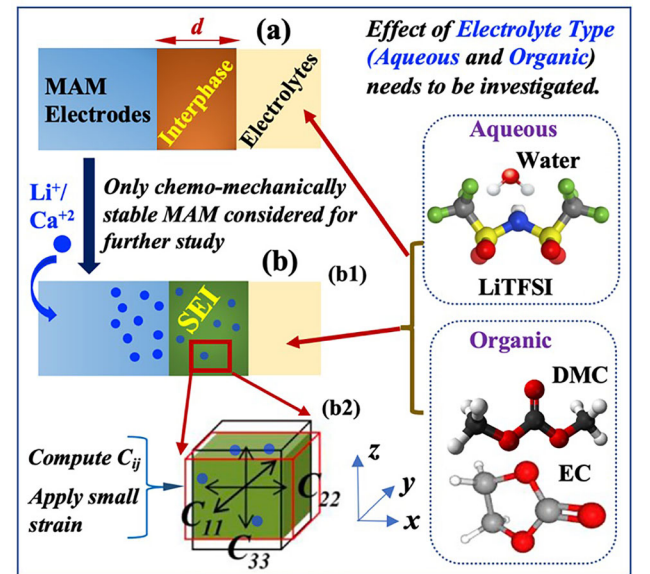 d
(a)
MAM
Electrodes
Interphase
Electrolytes
Effect of Electrolyte Type
(Aqueous and Organic)
needs to be investigated.
Li+/
Ca+2
Only chemo-mechanically
stable MAM considered for
further study
(b)
(b1)
SEI
(b2)
Compute Cij
Apply small
strain
C11
C22
C33
z
y
x
Aqueous
Water
LiTFSI
Organic
DMC
EC